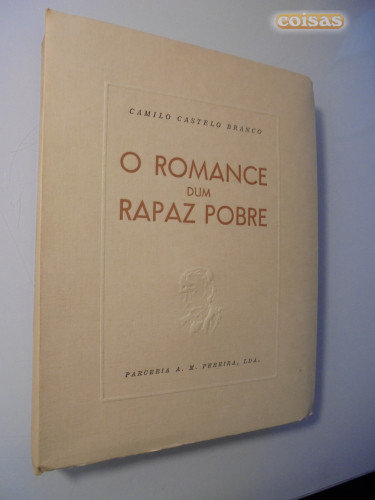 coisas
CAMILO CASTELO BRANCO
O ROMANCE
DUM
RAPAZ POBRE
PARCERIA A. M. PEREIRA, LDA.